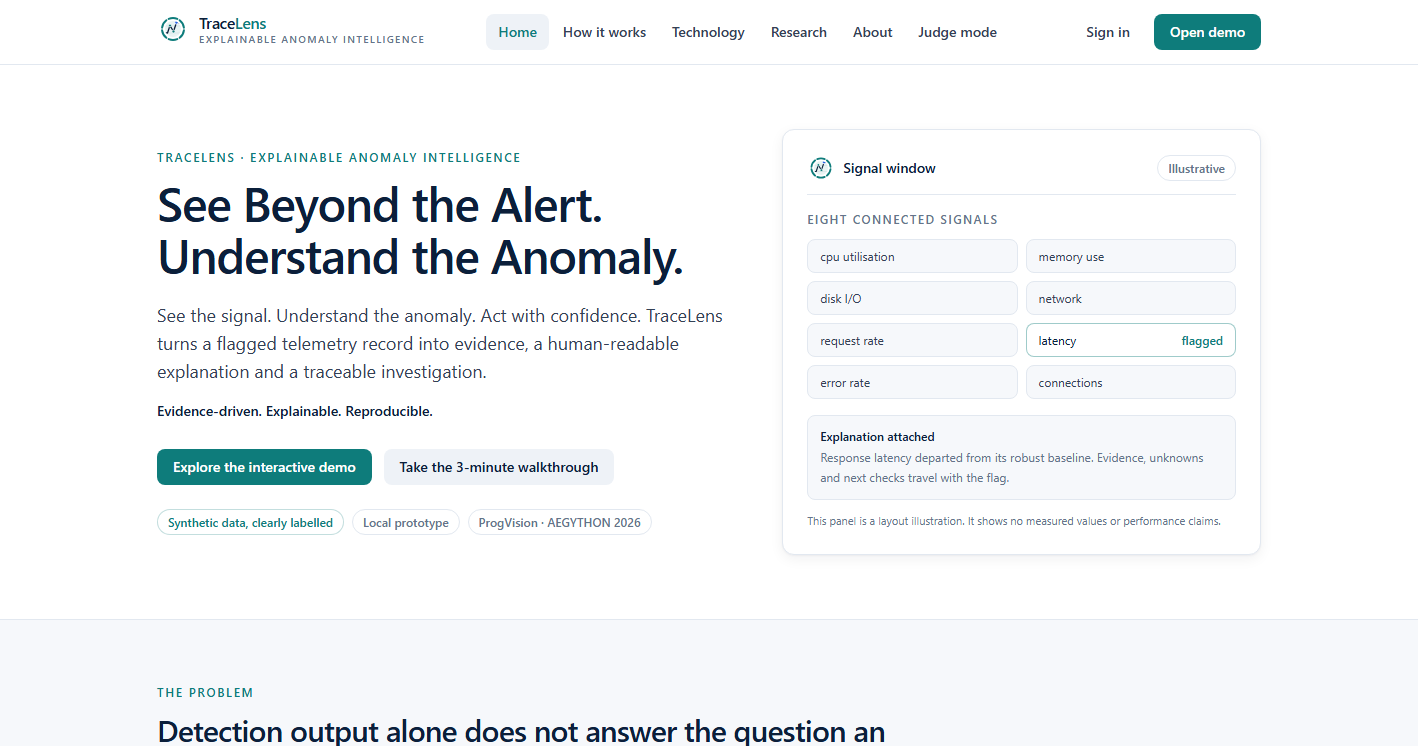 TraceLens
EXPLAINABLE ANOMALY INTELLIGENCE
Home
How it works
Technology
Research
About
Judge mode
Sign in
Open demo
TRACELENS · EXPLAINABLE ANOMALY INTELLIGENCE
See Beyond the Alert.
Understand the Anomaly.
See the signal. Understand the anomaly. Act with confidence. TraceLens
turns a flagged telemetry record into evidence, a human-readable
explanation and a traceable investigation.
Evidence-driven. Explainable. Reproducible.
Explore the interactive demo
Take the 3-minute walkthrough
Synthetic data, clearly labelled
Local prototype
ProgVision · AEGYTHON 2026
Signal window
Illustrative
EIGHT CONNECTED SIGNALS
cpu utilisation
memory use
disk I/O
network
request rate
latency
flagged
error rate
connections
Explanation attached
Response latency departed from its robust baseline. Evidence, unknowns
and next checks travel with the flag.
This panel is a layout illustration. It shows no measured values or performance claims.
THE PROBLEM
Detection output alone does not answer the question an